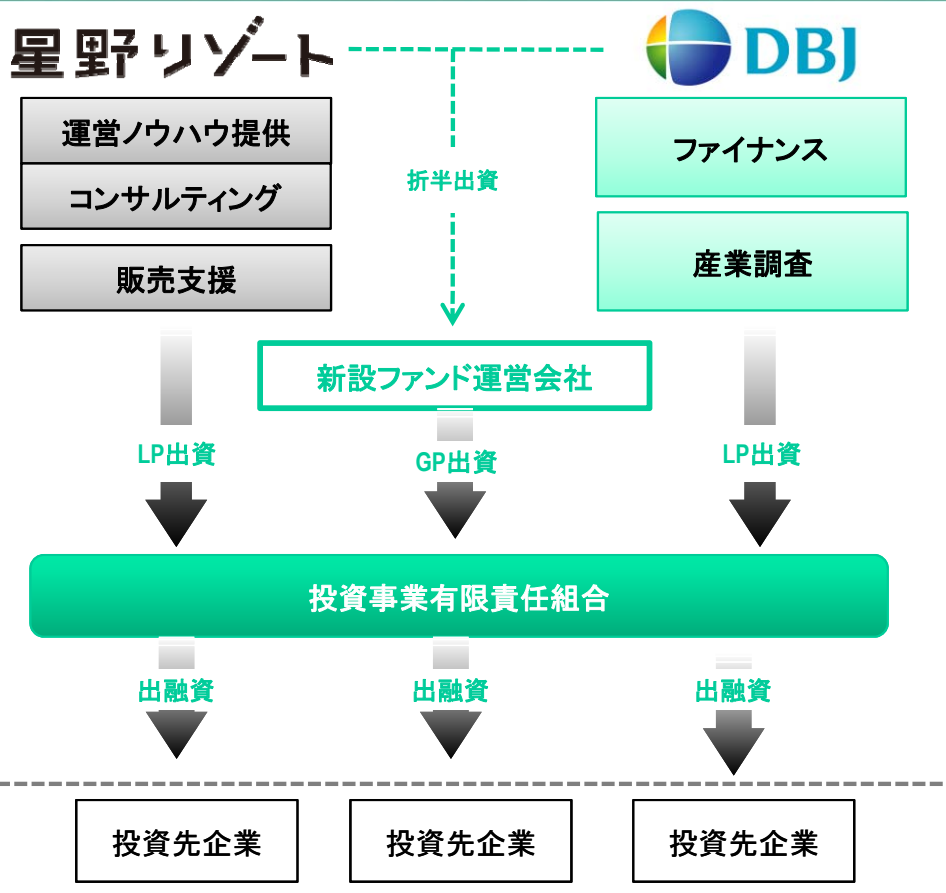 星野リゾート
DBJ
運営ノウハウ提供
コンサルティング
販売支援
折半出資
ファイナンス
産業調査
新設ファンド運営会社
LP出資
GP出資
LP出資
投資事業有限責任組合
出融資
出融資
出融資
投資先企業
投資先企業
投資先企業